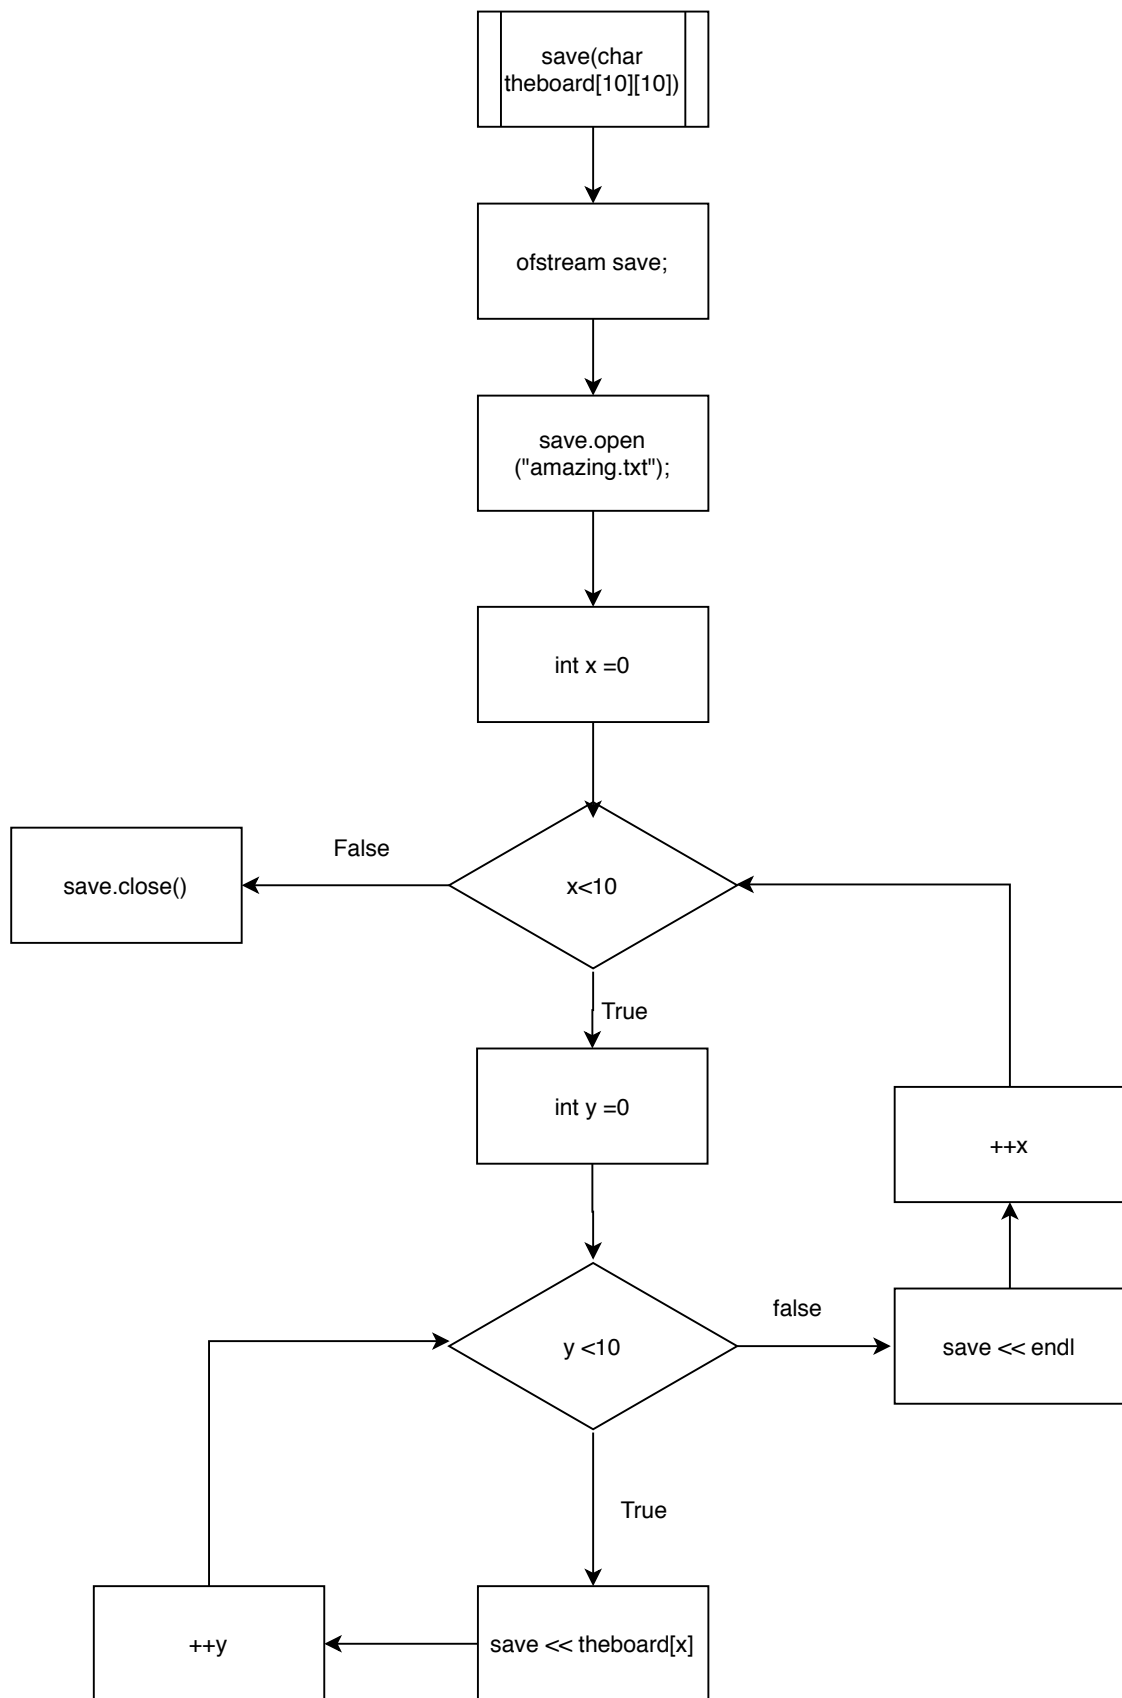 save(char
theboard[10][10])
ofstream save;
save.open
("amazing.txt");
int x =0
False
save.close()
x<10
True
int y =0
++x
false
y <10
save << endl
True
++y
save << theboard[x]